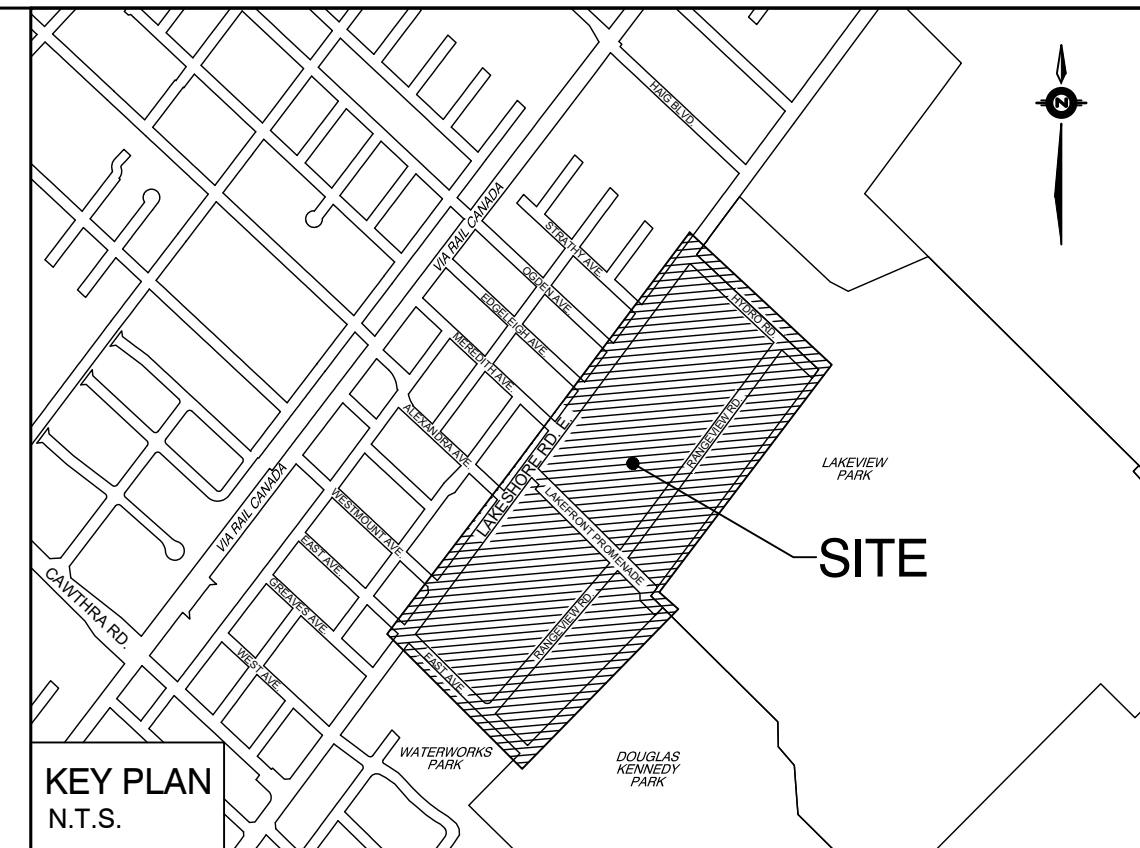 HAIG BLVD.
N
VIA RAIL CANADA
STRATHY AVE.
OGDEN AVE.
EDGELEIGH AVE.
MEREDITH AVE.
ALEXANDRA AVE.
HYDRO RD.
RANGEVIEW RD.
LAKESHORE RD. E.
LAKEVIEW
PARK
LAKEFRONT PROMENADE
SITE
VIA RAIL CANADA
WESTMOUNT AVE.
EAST AVE.
GREAVES AVE.
WEST AVE.
CAWTHRA RD.
RANGEVIEW RD.
EAST AVE.
WATERWORKS
PARK
DOUGLAS
KENNEDY
PARK
KEY PLAN
N.T.S.